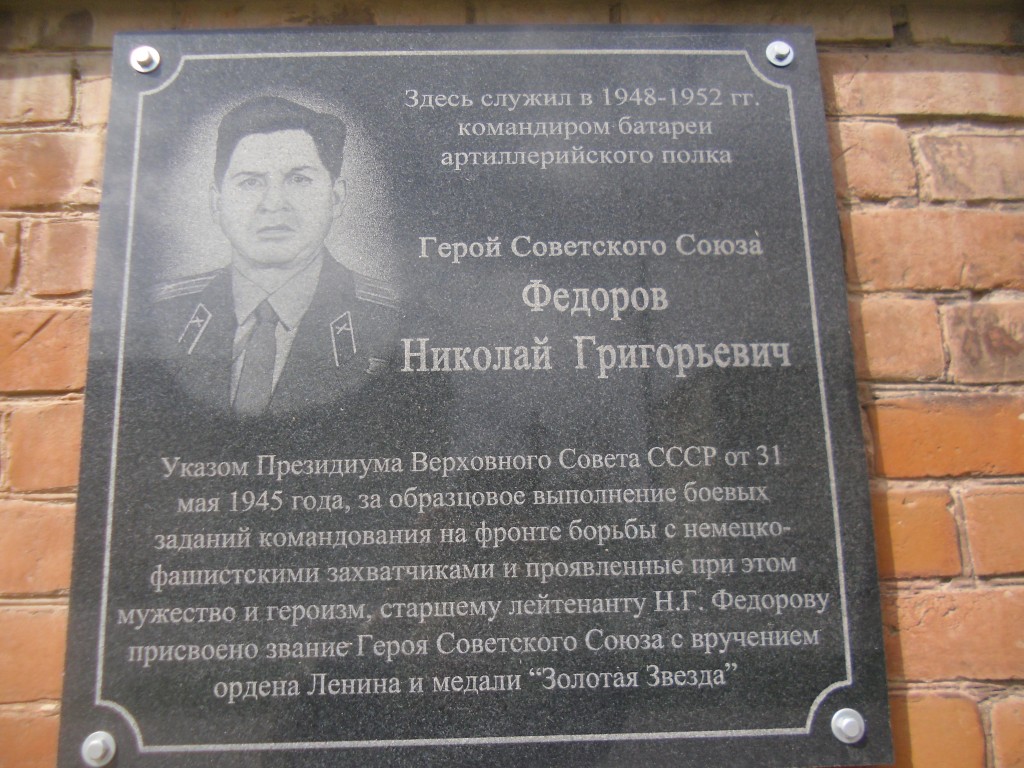 Здесь служил в 1948-1952 гг.
командиром батареи
артиллерийского полка
Герой Советского Союза
Федоров
Николай Григорьевич
Указом Президиума Верховного Совета СССР от 31
мая 1945 года, за образцовое выполнение боевых
заданий командования на фронте борьбы с немецко-
фашистскими захватчиками и проявленные при этом
мужество и героизм, старшему лейтенанту Н.Г. Федорову
присвоено звание Героя Советского Союза с вручением
ордена Ленина и медали “Золотая Звезда”